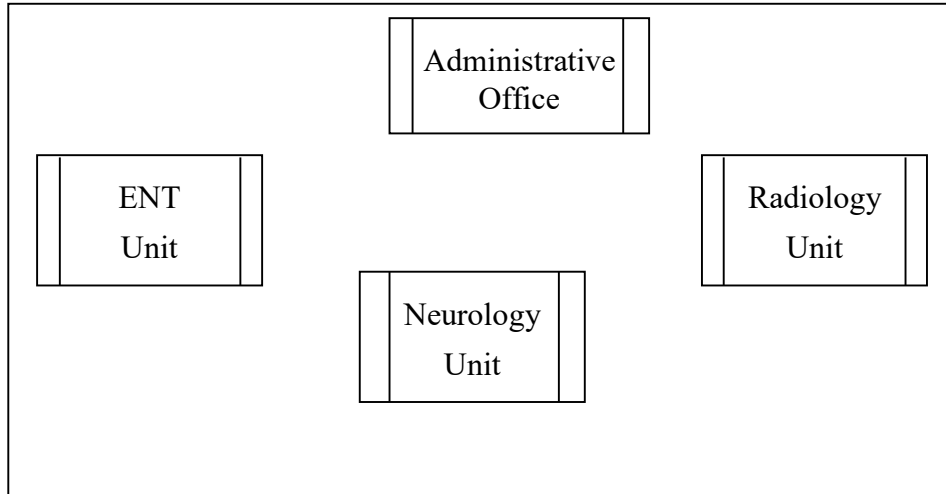 Administrative
Office
ENT
Unit
Radiology
Unit
Neurology
Unit